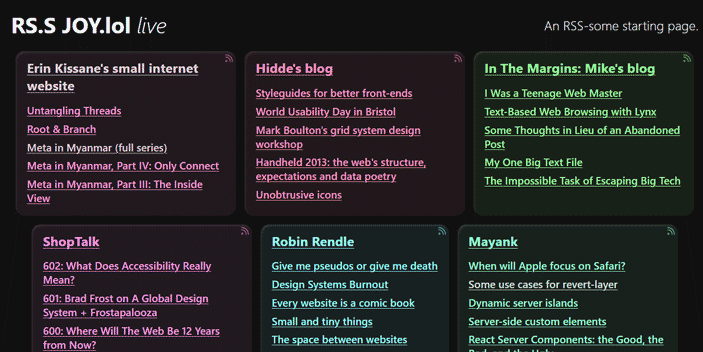 RS.S JOY.lol live
An RSS-some starting page.
Erin Kissane's small internet
website
Untangling Threads
Root & Branch
Meta in Myanmar (full series)
Meta in Myanmar, Part IV: Only Connect
Meta in Myanmar, Part III: The Inside
View
Hidde's blog
Styleguides for better front-ends
World Usability Day in Bristol
Mark Boulton's grid system design
workshop
Handheld 2013: the web's structure,
expectations and data poetry
Unobtrusive icons
In The Margins: Mike's blog
I Was a Teenage Web Master
Text-Based Web Browsing with Lynx
Some Thoughts in Lieu of an Abandoned
Post
My One Big Text File
The Impossible Task of Escaping Big Tech
ShopTalk
602: What Does Accessibility Really
Mean?
601: Brad Frost on A Global Design
System + Frostapalooza
600: Where Will The Web Be 12 Years
from Now?
Robin Rendle
Give me pseudos or give me death
Design Systems Burnout
Every website is a comic book
Small and tiny things
The space between websites
Mayank
When will Apple focus on Safari?
Some use cases for revert-layer
Dynamic server islands
Server-side custom elements
React Server Components: the Good, the